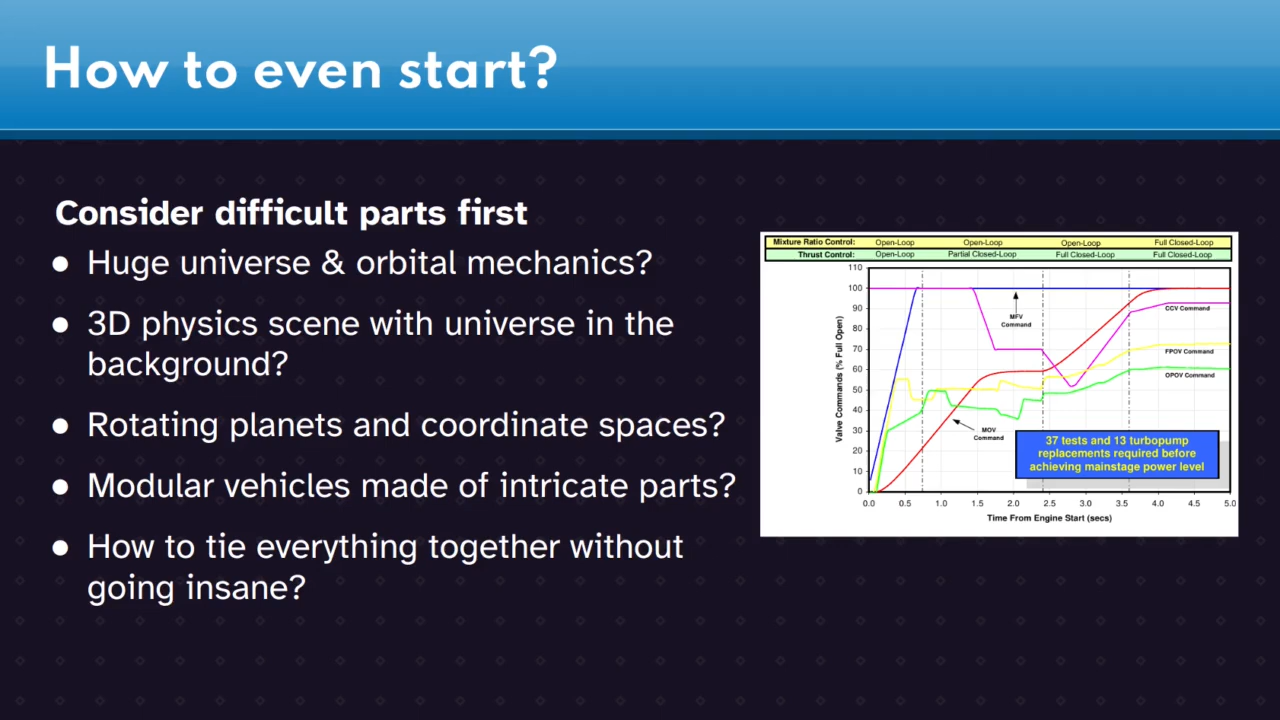 How to even start?
Consider difficult parts first
● Huge universe & orbital mechanics?
● 3D physics scene with universe in the
background?
● Rotating planets and coordinate spaces?
● Modular vehicles made of intricate parts?
● How to tie everything together without
going insane?
Mixture Ratio Control: Open-Loop Open-Loop Open-Loop Full Closed-Loop
Thrust Control: Open-Loop Partial Closed-Loop Full Closed-Loop Full Closed-Loop
Valve Commands (% Full Open)
110
100
90
80
70
60
50
40
30
20
10
0
MFV
Command
CCV Command
FPOV Command
OPOV Command
MOV
Command
37 tests and 13 turbopump
replacements required before
achieving mainstage power level
0.0 0.5 1.0 1.5 2.0 2.5 3.0 3.5 4.0 4.5 5.0
Time From Engine Start (secs)